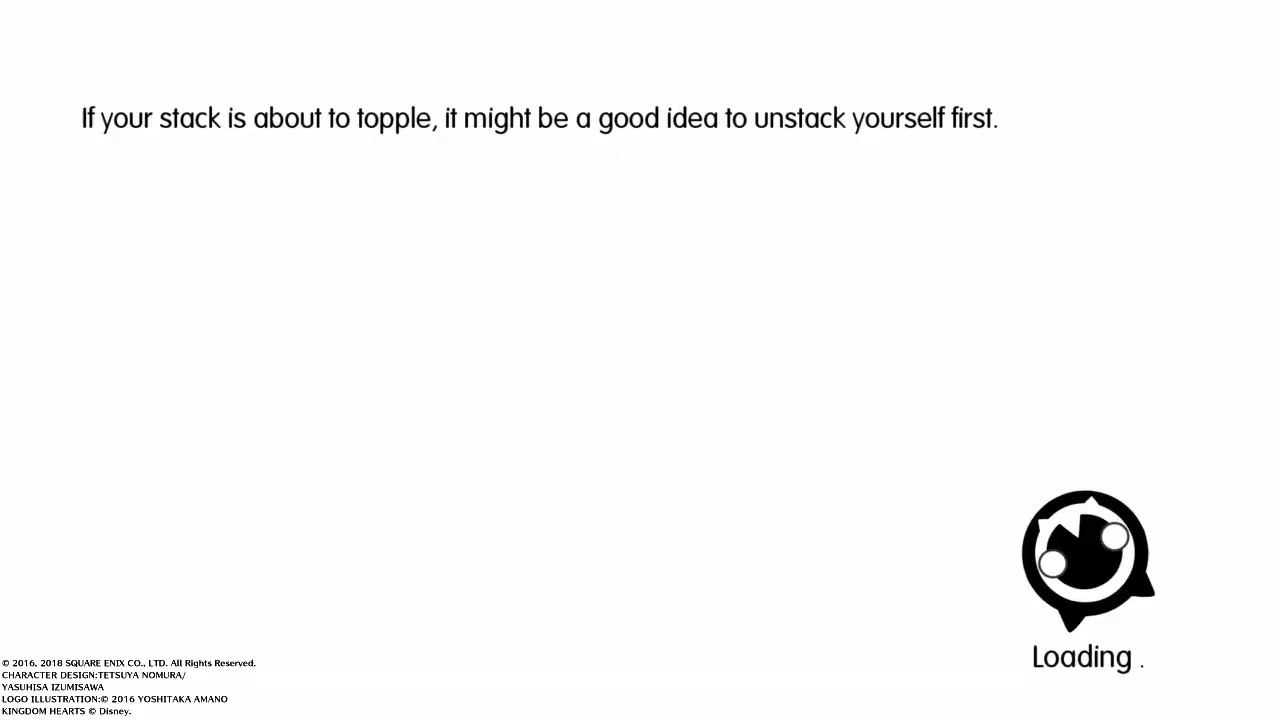 If your stack is about to topple, it might be a good idea to unstack yourself first.
Loading .
© 2016, 2018 SQUARE ENIX CO., LTD. All Rights Reserved.
CHARACTER DESIGN:TETSUYA NOMURA/
YASUHISA IZUMISAWA
LOGO ILLUSTRATION:© 2016 YOSHITAKA AMANO
KINGDOM HEARTS © Disney.